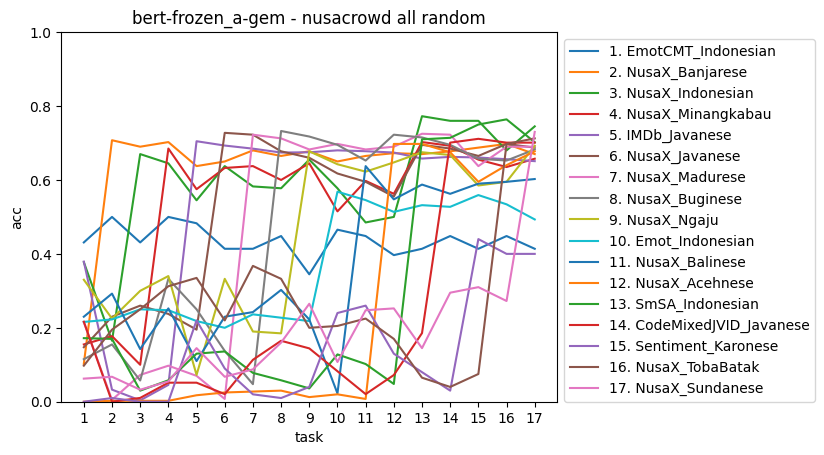 bert-frozen_a-gem - nusacrowd all random
1.0
0.8
0.6
0.4
0.2
0.0
acc
1 2 3 4 5 6 7 8 9 10 11 12 13 14 15 16 17
task
1. EmotCMT_Indonesian
2. NusaX_Banjarese
3. NusaX_Indonesian
4. NusaX_Minangkabau
5. IMDb_Javanese
6. NusaX_Javanese
7. NusaX_Madurese
8. NusaX_Buginese
9. NusaX_Ngaju
10. Emot_Indonesian
11. NusaX_Balinese
12. NusaX_Acehnese
13. SmSA_Indonesian
14. CodeMixedJVID_Javanese
15. Sentiment_Karonese
16. NusaX_TobaBatak
17. NusaX_Sundanese